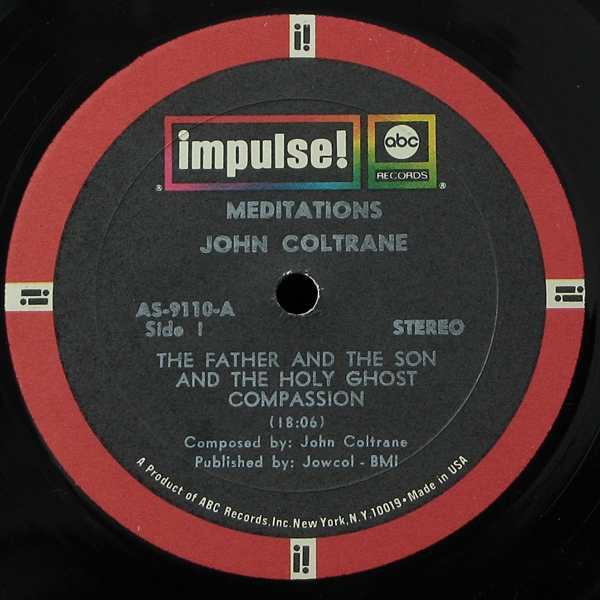 i!
impulse! abc
RECORDS
® ®
MEDITATIONS
JOHN COLTRANE
i! i!
AS-9110-A
Side 1 STEREO
THE FATHER AND THE SON
AND THE HOLY GHOST
COMPASSION
(18:06)
Composed by: John Coltrane
Published by: Jowcol - BMI
A Product of ABC Records, Inc. New York, N.Y. 10019 • Made in USA
i!